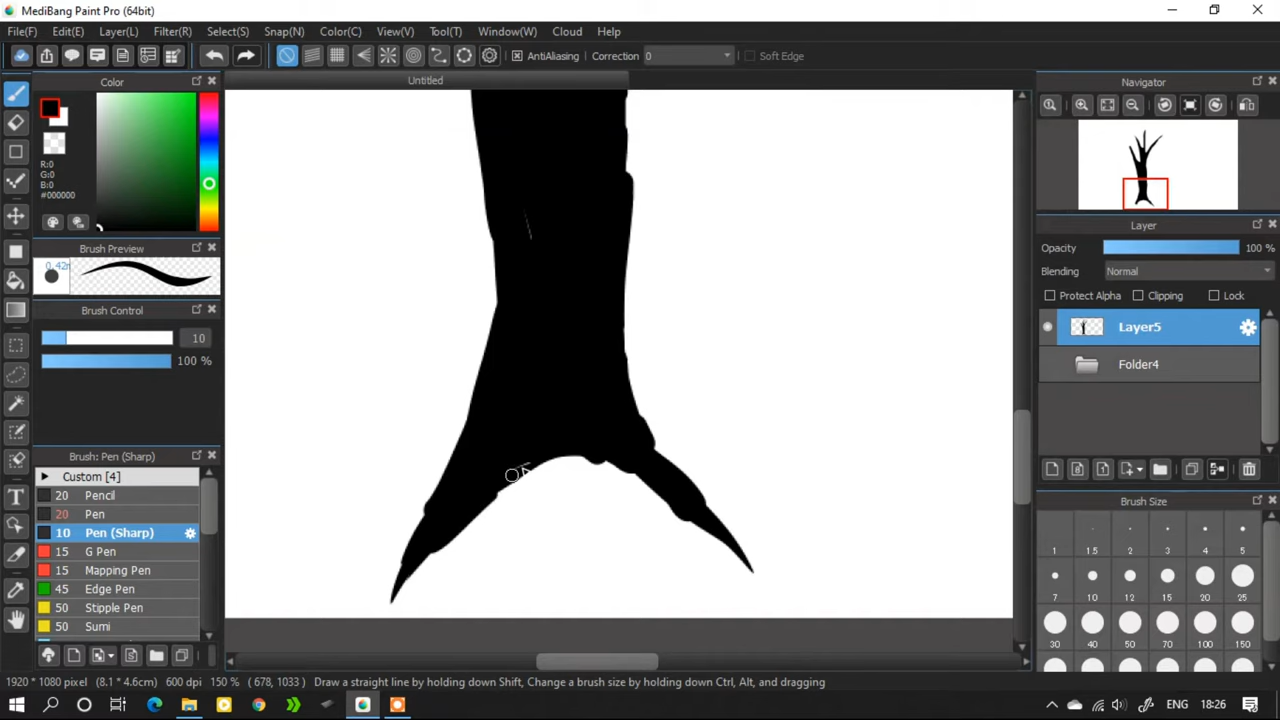 MediBang Paint Pro (64bit)
File(F) Edit(E) Layer(L) Filter(R) Select(S) Snap(N) Color(C) View(V) Tool(T) Window(W) Cloud Help
AntiAliasing Correction 0 Soft Edge
Color
Untitled
Navigator
R:0
G:0
B:0
#000000
Brush Preview
Brush Control
10
100 %
Layer
Opacity 100 %
Blending Normal
Protect Alpha Clipping Lock
Layer5
Folder4
Brush: Pen (Sharp)
Custom [4]
20 Pencil
20 Pen
10 Pen (Sharp)
15 G Pen
15 Mapping Pen
45 Edge Pen
50 Stipple Pen
50 Sumi
Brush Size
1 1.5 2 3 4 5
7 10 12 15 20 25
30 40 50 70 100 150
1920 * 1080 pixel (8.1 * 4.6cm) 600 dpi 150 % ( 678, 1033 ) Draw a straight line by holding down Shift, Change a brush size by holding down Ctrl, Alt, and dragging
ENG 18:26